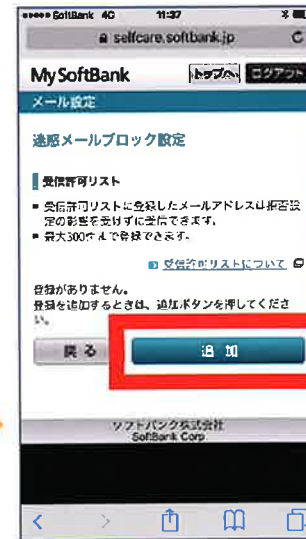 SoftBank 4G 11:37
selfcare.softbank.jp
My SoftBank トップへ ログアウト
メール設定
迷惑メールブロック設定
受信許可リスト
■ 受信許可リストに登録したメールアドレスは拒否設
定の影響を受けずに受信できます。
■ 最大300件まで登録できます。
受信許可リストについて
登録がありません。
登録を追加するときは、追加ボタンを押してくださ
い。
戻る 追加
ソフトバンク株式会社
SoftBank Corp.